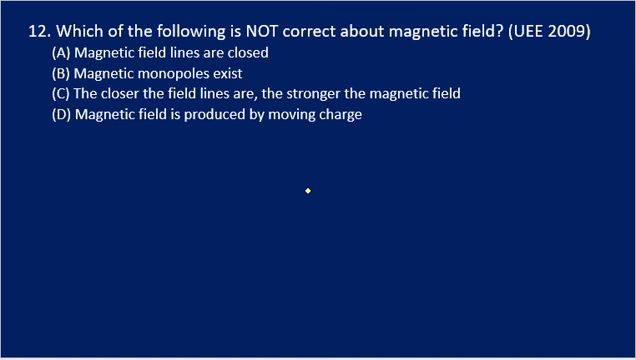 12. Which of the following is NOT correct about magnetic field? (UEE 2009)
(A) Magnetic field lines are closed
(B) Magnetic monopoles exist
(C) The closer the field lines are, the stronger the magnetic field
(D) Magnetic field is produced by moving charge